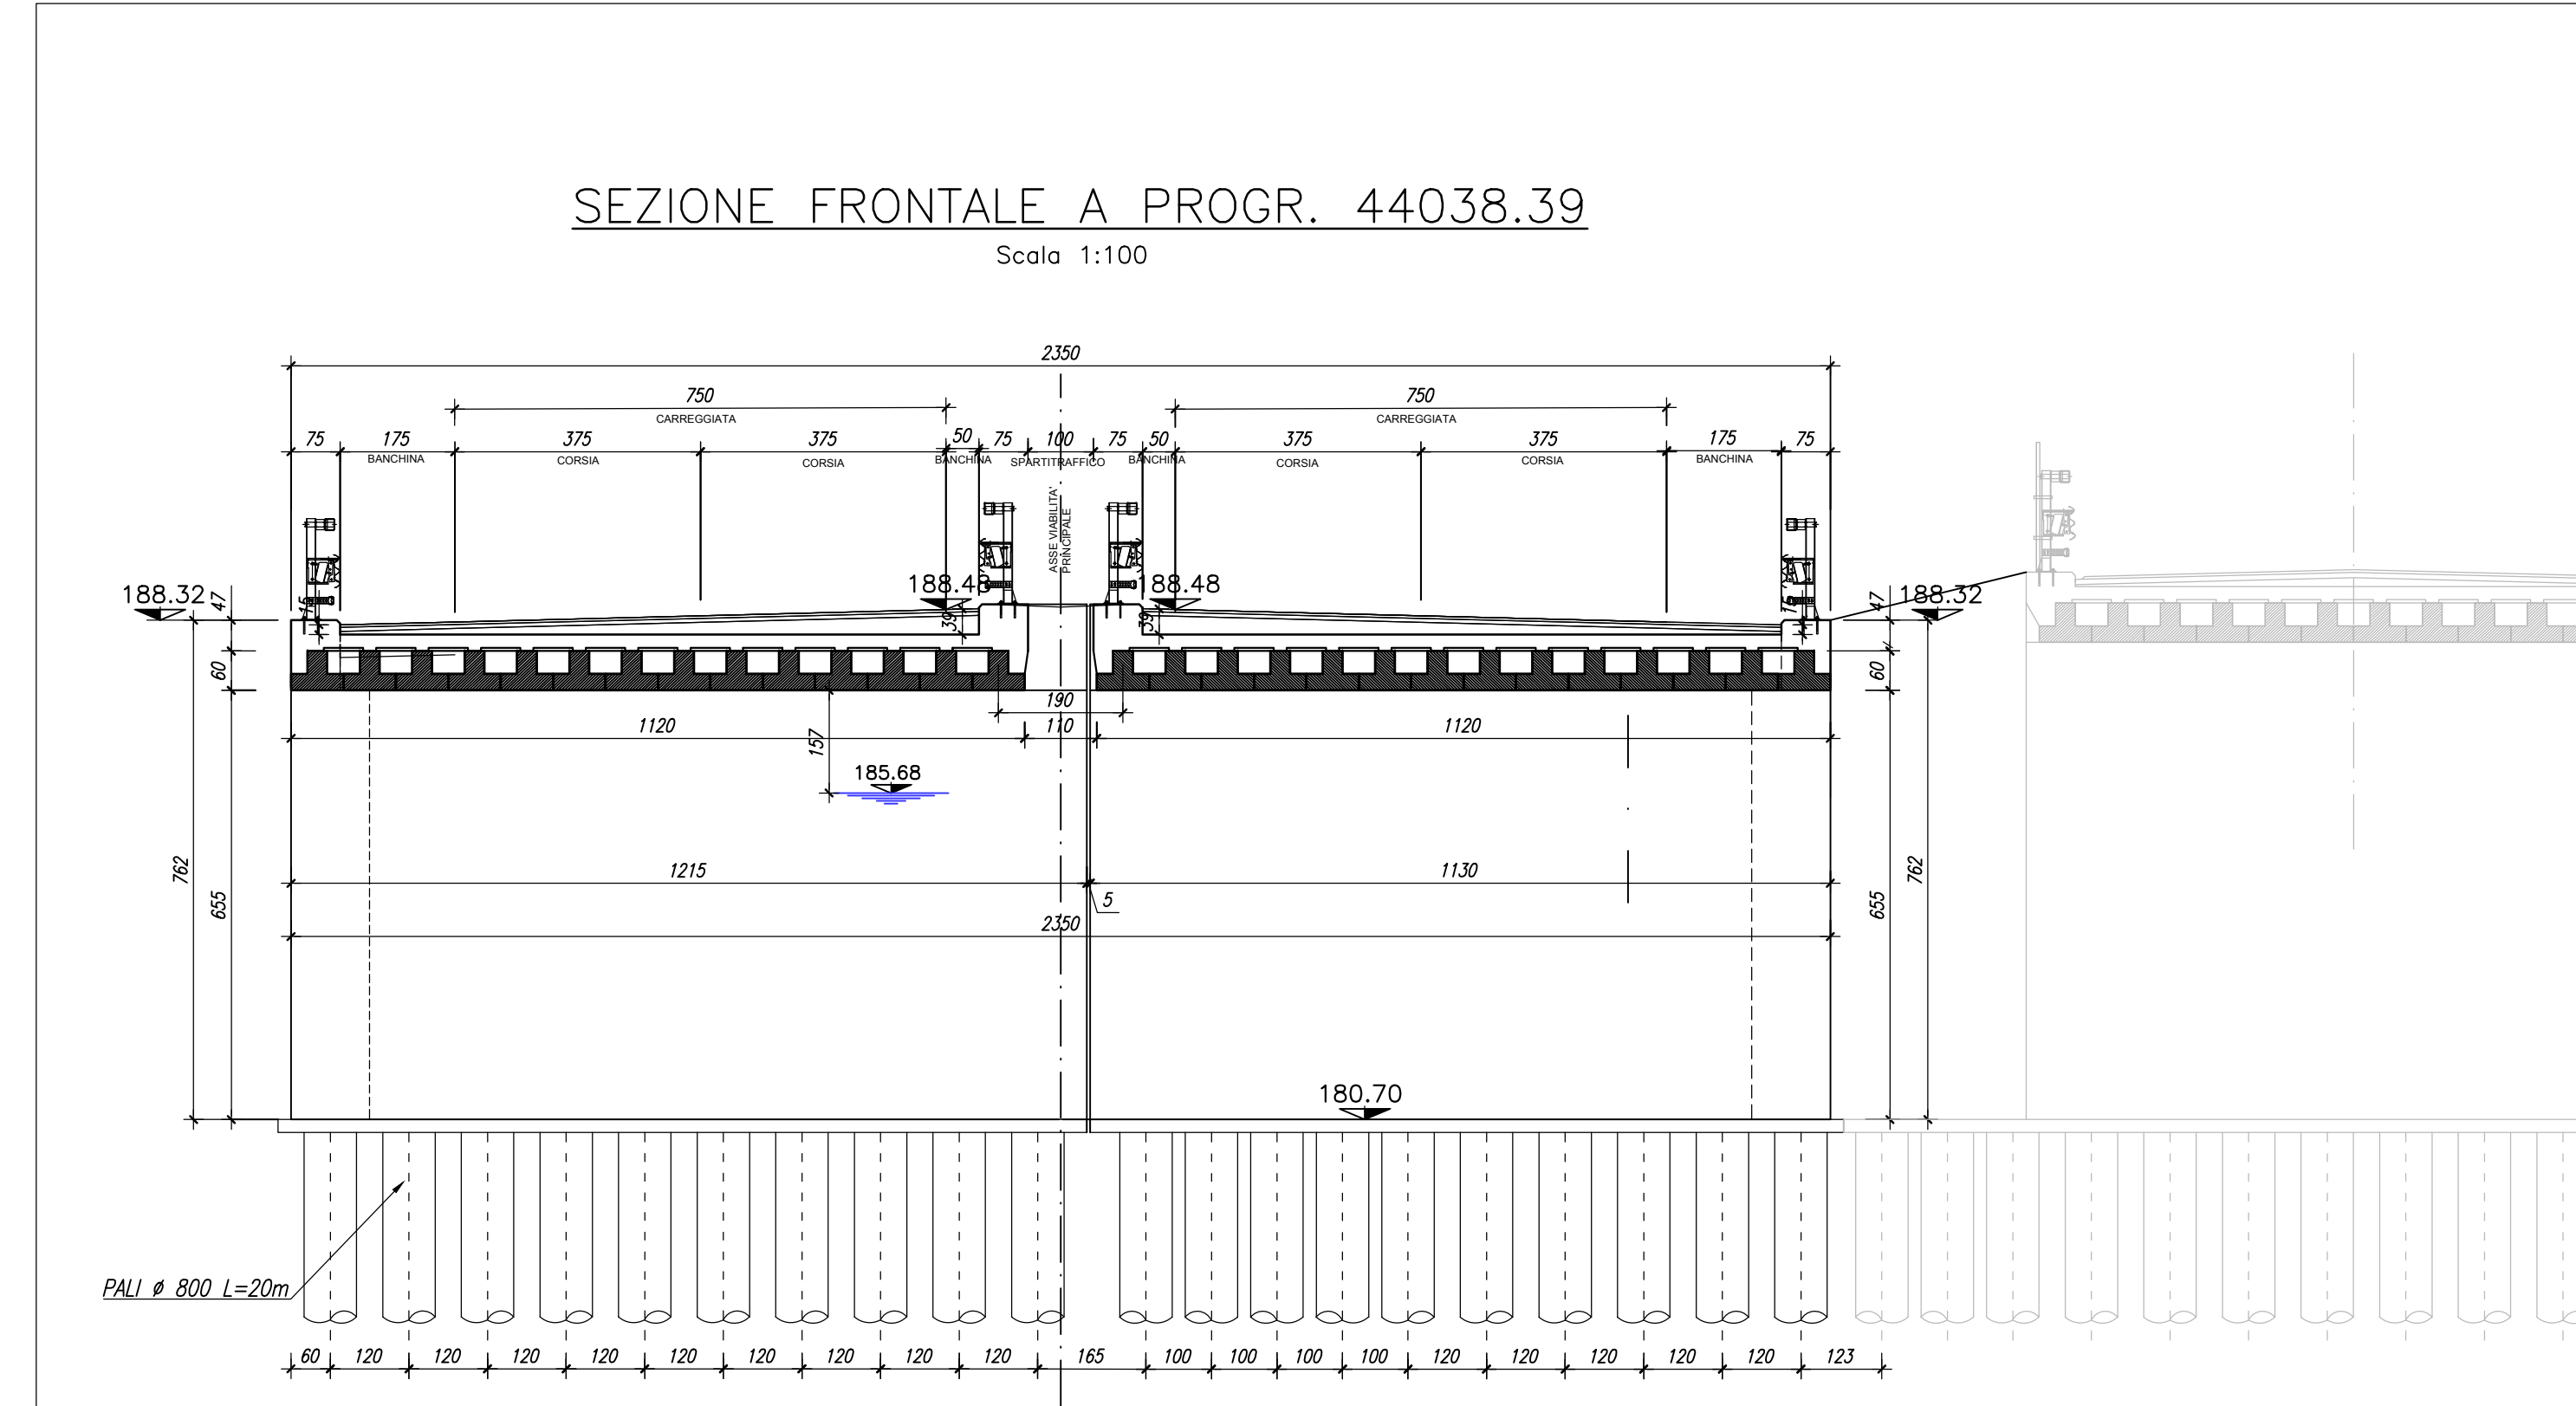 SEZIONE FRONTALE A PROGR. 44038.39
Scala 1:100
2350
750 750
CARREGGIATA CARREGGIATA
75 175 375 375 50 75 100 75 50 375 375 175 75
BANCHINA CORSIA CORSIA BANCHINA SPARTITRAFFICO BANCHINA CORSIA CORSIA BANCHINA
ASSE VIABILITA'
PRINCIPALE
188.32 188.48 188.48 188.32
47 15 39 39 15 47
60 60
190
1120 110 1120
157
185.68
1215 1130
5
762 655 655 762
2350
180.70
PALI ø 800 L=20m
60 120 120 120 120 120 120 120 120 120 165 100 100 100 100 120 120 120 120 120 123